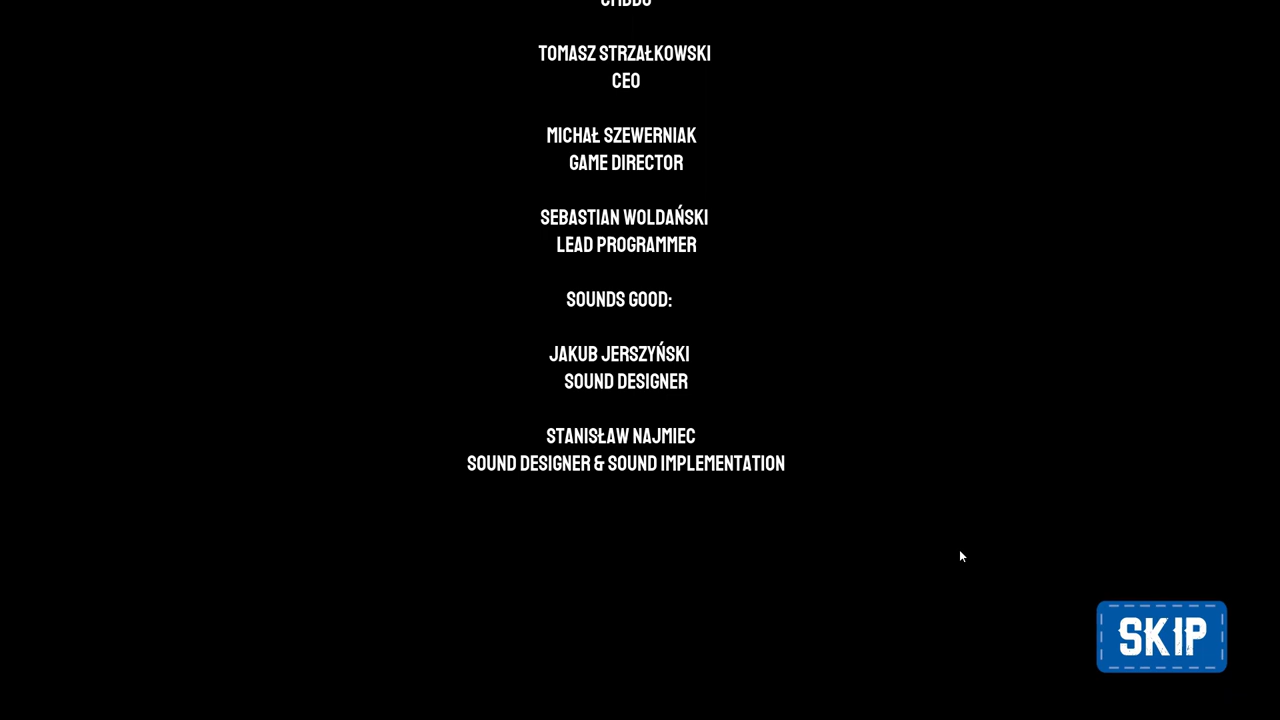 TOMASZ STRZAŁKOWSKI
CEO
MICHAŁ SZEWERNIAK
GAME DIRECTOR
SEBASTIAN WOLDAŃSKI
LEAD PROGRAMMER
SOUNDS GOOD:
JAKUB JERSZYŃSKI
SOUND DESIGNER
STANISŁAW NAJMIEC
SOUND DESIGNER & SOUND IMPLEMENTATION
SKIP